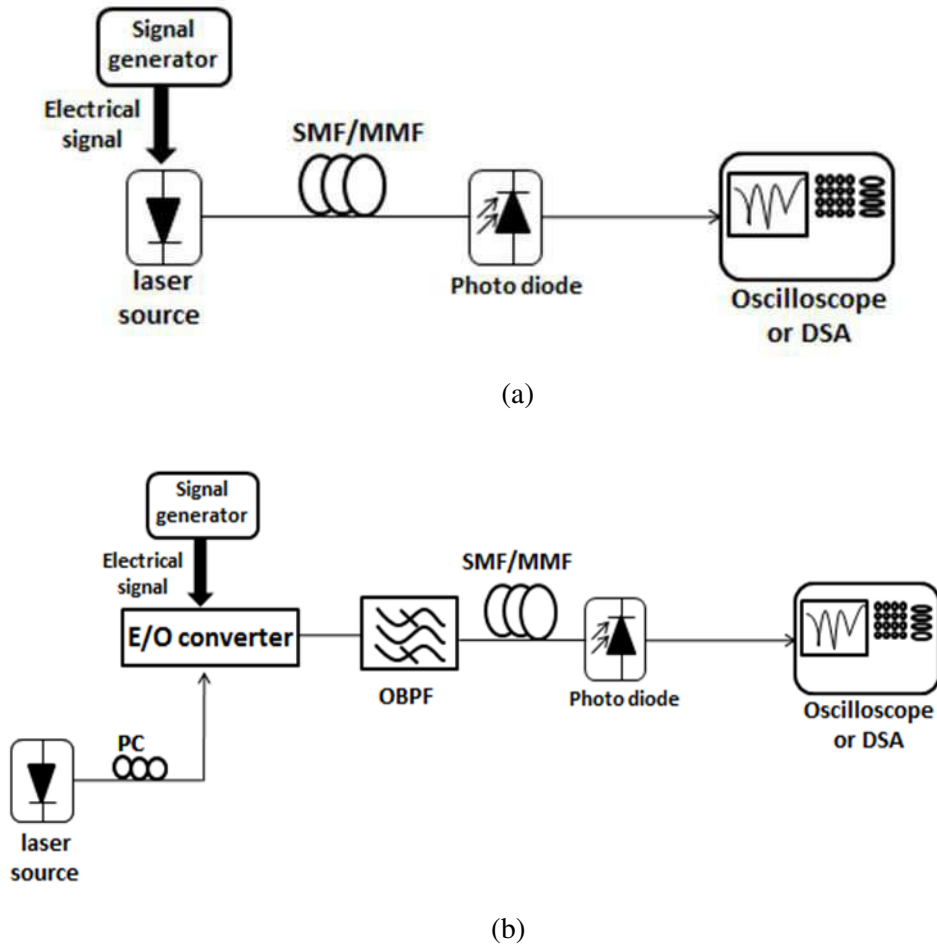 Signal
generator
Electrical
signal
SMF/MMF
laser
source
Photo diode
Oscilloscope
or DSA
(a)
Signal
generator
Electrical
signal
E/O converter
SMF/MMF
OBPF
Photo diode
Oscilloscope
or DSA
PC
laser
source
(b)